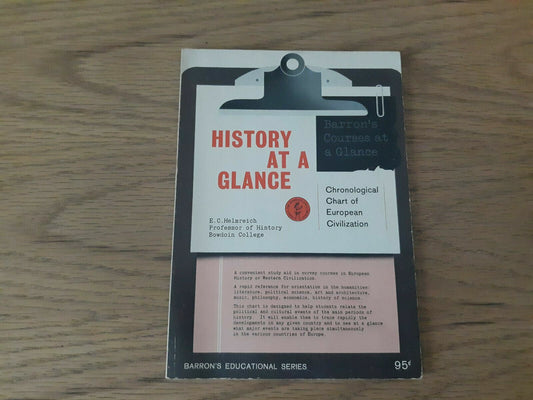 Barron's
Courses at
a Glance
HISTORY
AT A
GLANCE
Chronological
Chart of
European
Civilization
E.C.Helmreich
Professor of History
Bowdoin College
A convenient study aid in survey courses in European
History or Western Civilization.
A rapid reference for orientation in the humanities:
literature, political science, art and architecture,
music, philosophy, economics, history of science.
This chart is designed to help students relate the
political and cultural events of the main periods of
history. It will enable them to trace rapidly the
developments in any given country and to see at a glance
what major events are taking place simultaneously
in the various countries of Europe.
BARRON'S EDUCATIONAL SERIES
95¢